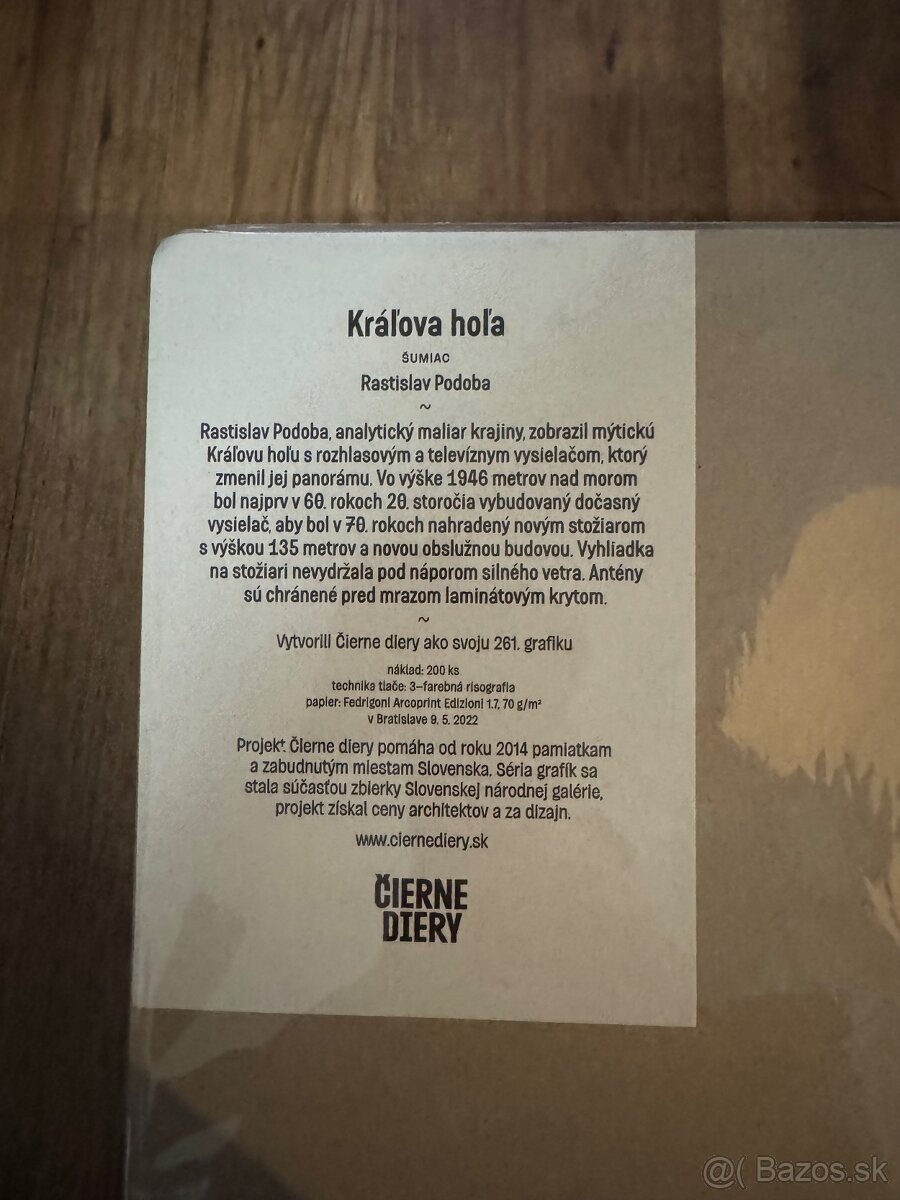 Kráľova hoľa
ŠUMIAC
Rastislav Podoba
~
Rastislav Podoba, analytický maliar krajiny, zobrazil mýtickú
Kráľovu hoľu s rozhlasovým a televíznym vysielačom, ktorý
zmenil jej panorámu. Vo výške 1946 metrov nad morom
bol najprv v 60. rokoch 20. storočia vybudovaný dočasný
vysielač, aby bol v 70. rokoch nahradený novým stožiarom
s výškou 135 metrov a novou obslužnou budovou. Vyhliadka
na stožiari nevydržala pod náporom silného vetra. Antény
sú chránené pred mrazom laminátovým krytom.
~
Vytvorili Čierne diery ako svoju 261. grafiku
náklad: 200 ks
technika tlače: 3–farebná risografia
papier: Fedrigoni Arcoprint Edizioni 1.7, 70 g/m²
v Bratislave 9. 5. 2022
Projekt Čierne diery pomáha od roku 2014 pamiatkam
a zabudnutým miestam Slovenska. Séria grafík sa
stala súčasťou zbierky Slovenskej národnej galérie,
projekt získal ceny architektov a za dizajn.
www.ciernediery.sk
ČIERNE
DIERY
@( Bazos.sk